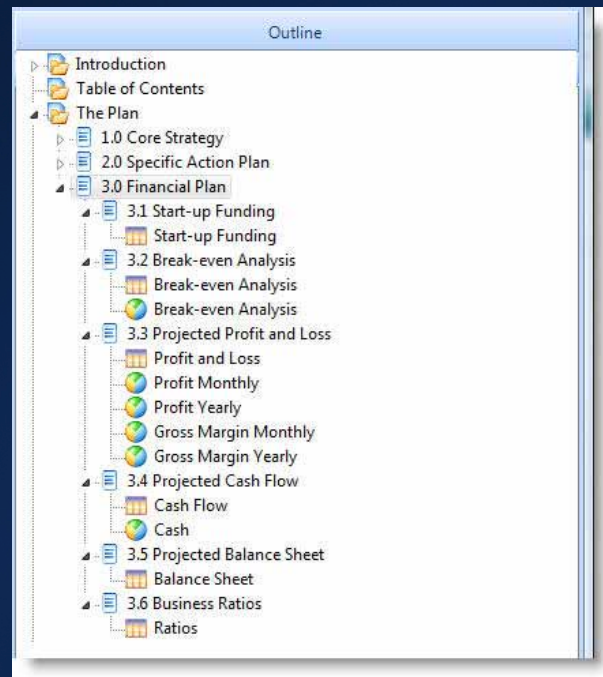 Outline
Introduction
Table of Contents
The Plan
1.0 Core Strategy
2.0 Specific Action Plan
3.0 Financial Plan
3.1 Start-up Funding
Start-up Funding
3.2 Break-even Analysis
Break-even Analysis
Break-even Analysis
3.3 Projected Profit and Loss
Profit and Loss
Profit Monthly
Profit Yearly
Gross Margin Monthly
Gross Margin Yearly
3.4 Projected Cash Flow
Cash Flow
Cash
3.5 Projected Balance Sheet
Balance Sheet
3.6 Business Ratios
Ratios